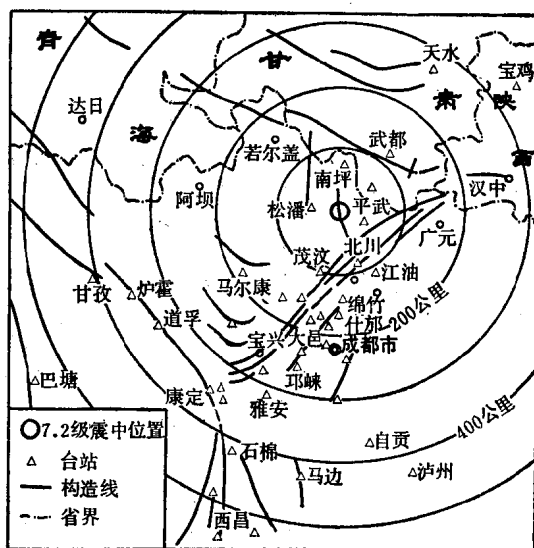 青
甘
肃
天水
宝鸡
陕
西
达日
海
若尔盖
武都
南坪
阿坝
松潘
平武
汉中
广元
北川
茂汶
江油
马尔康
甘孜
炉霍
绵竹
200公里
道孚
什邡
宝兴
大邑
成都市
巴塘
邛崃
康定
雅安
400公里
自贡
石棉
马边
泸州
西昌
7.2级震中位置
台站
构造线
省界